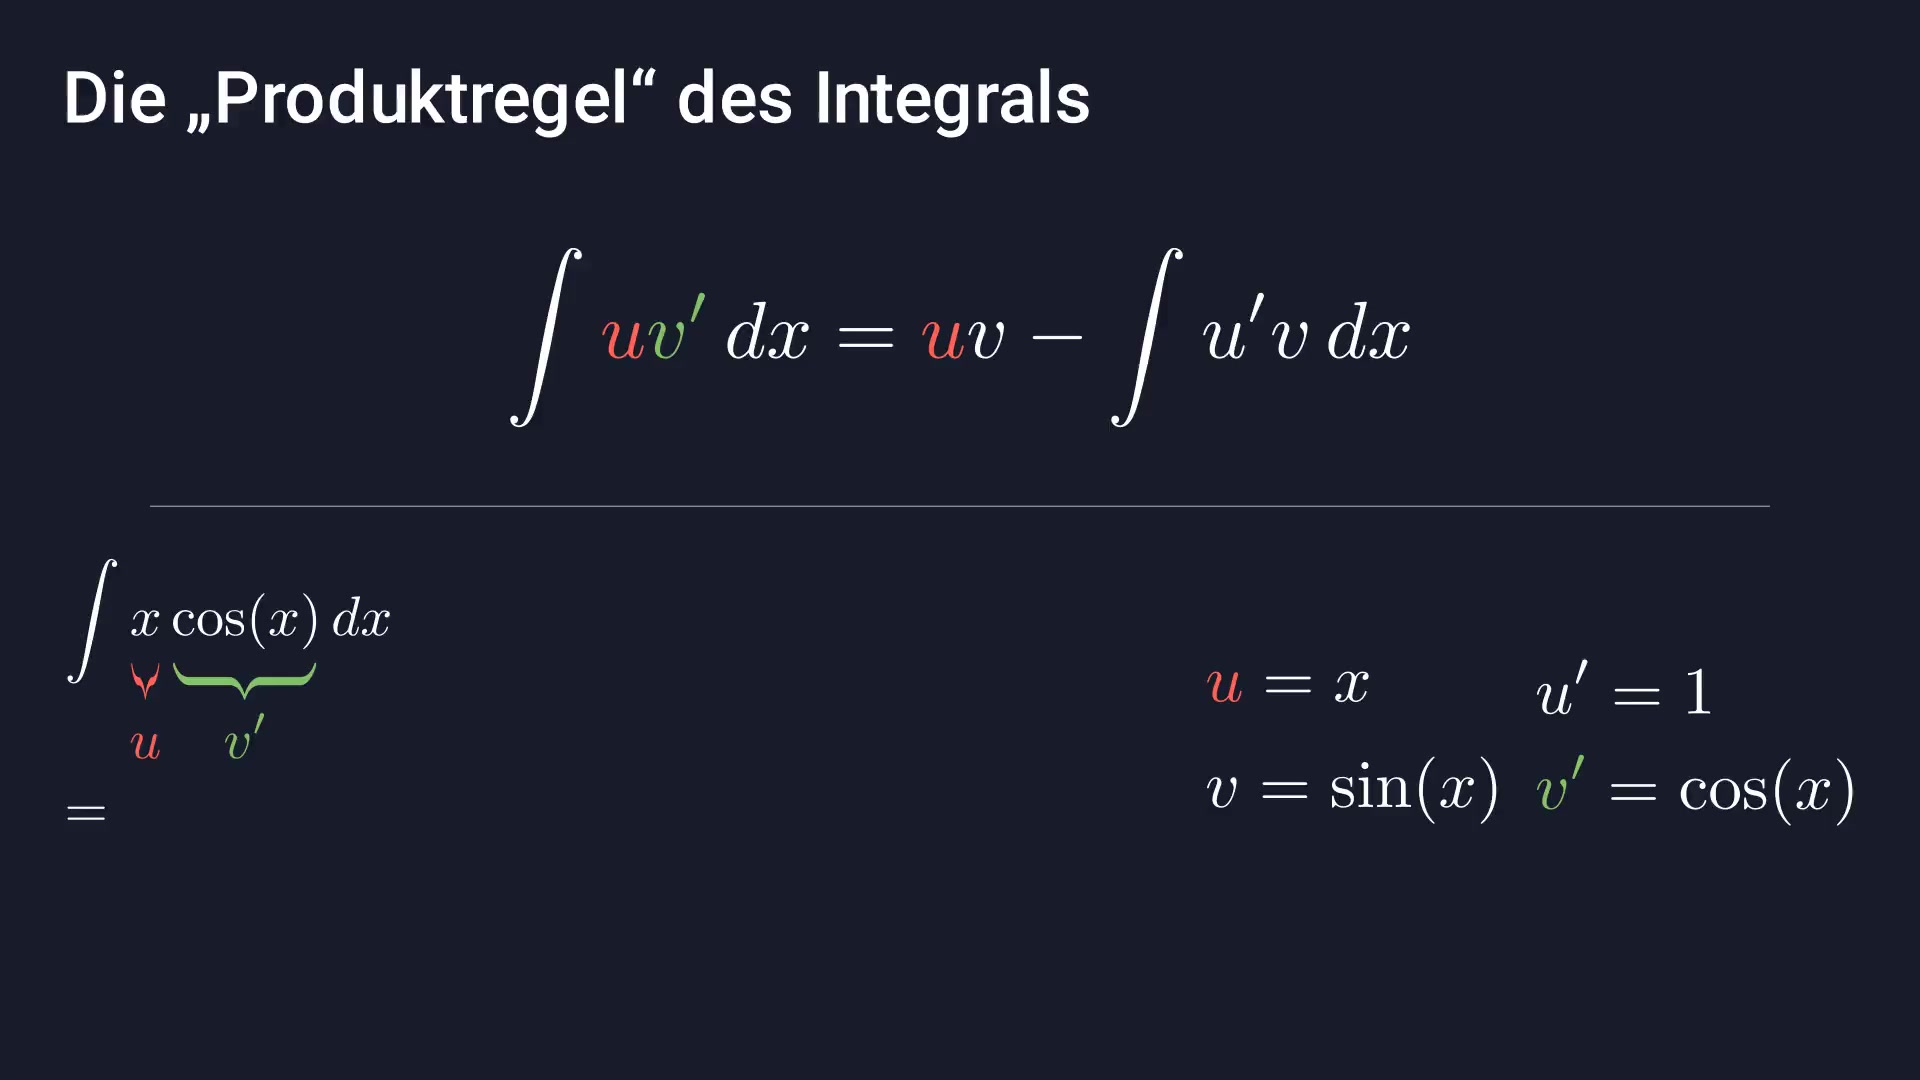 Die „Produktregel“ des Integrals
∫ uv′ dx = uv − ∫ u′v dx
∫ x cos(x) dx
u v′
=
u = x u′ = 1
v = sin(x) v′ = cos(x)